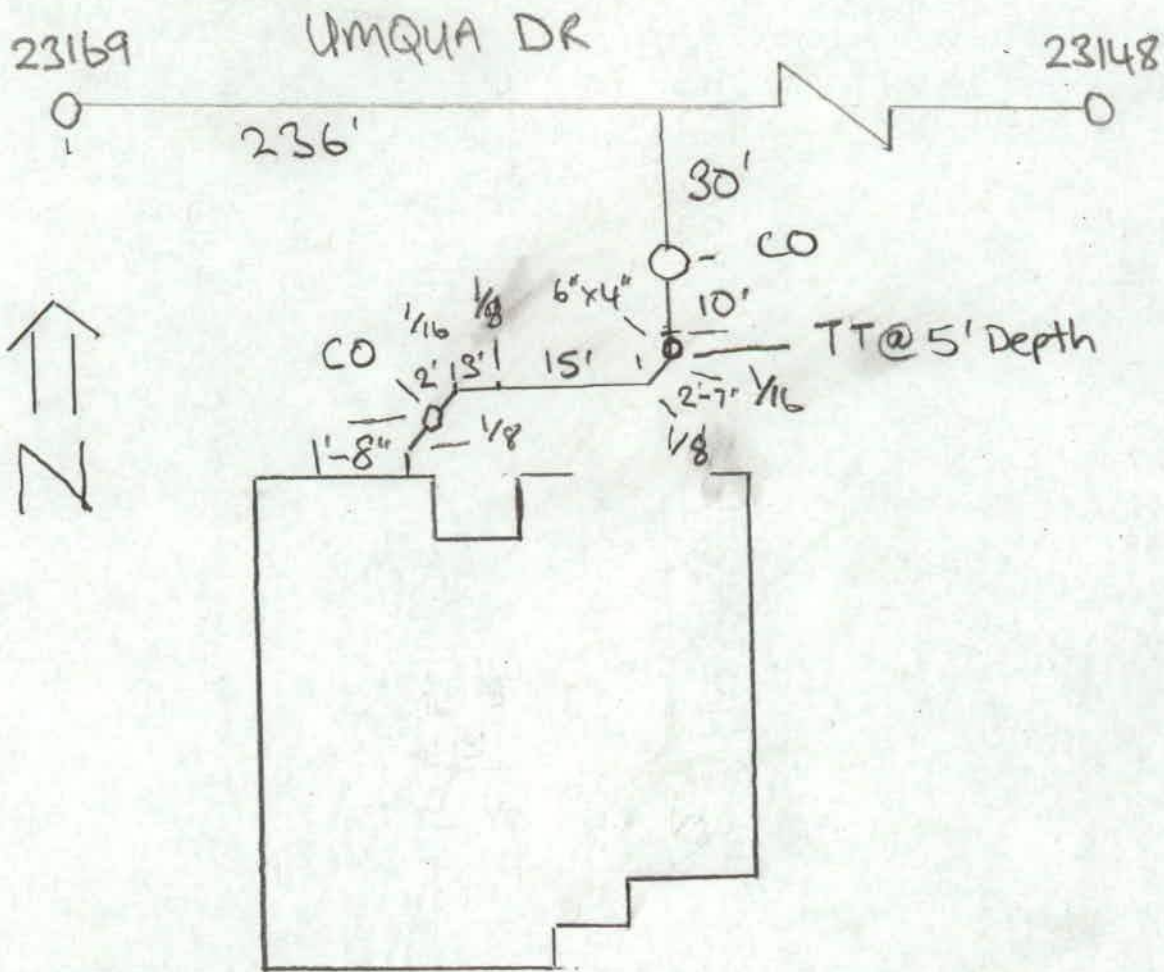 UMQUA DR
23169
23148
236'
30'
CO
6"x4"
10'
TT@5' Depth
1/8
1/16
CO
2'
3'
15'
2'-7"
1/16
1/8
1'-8"
1/8
N